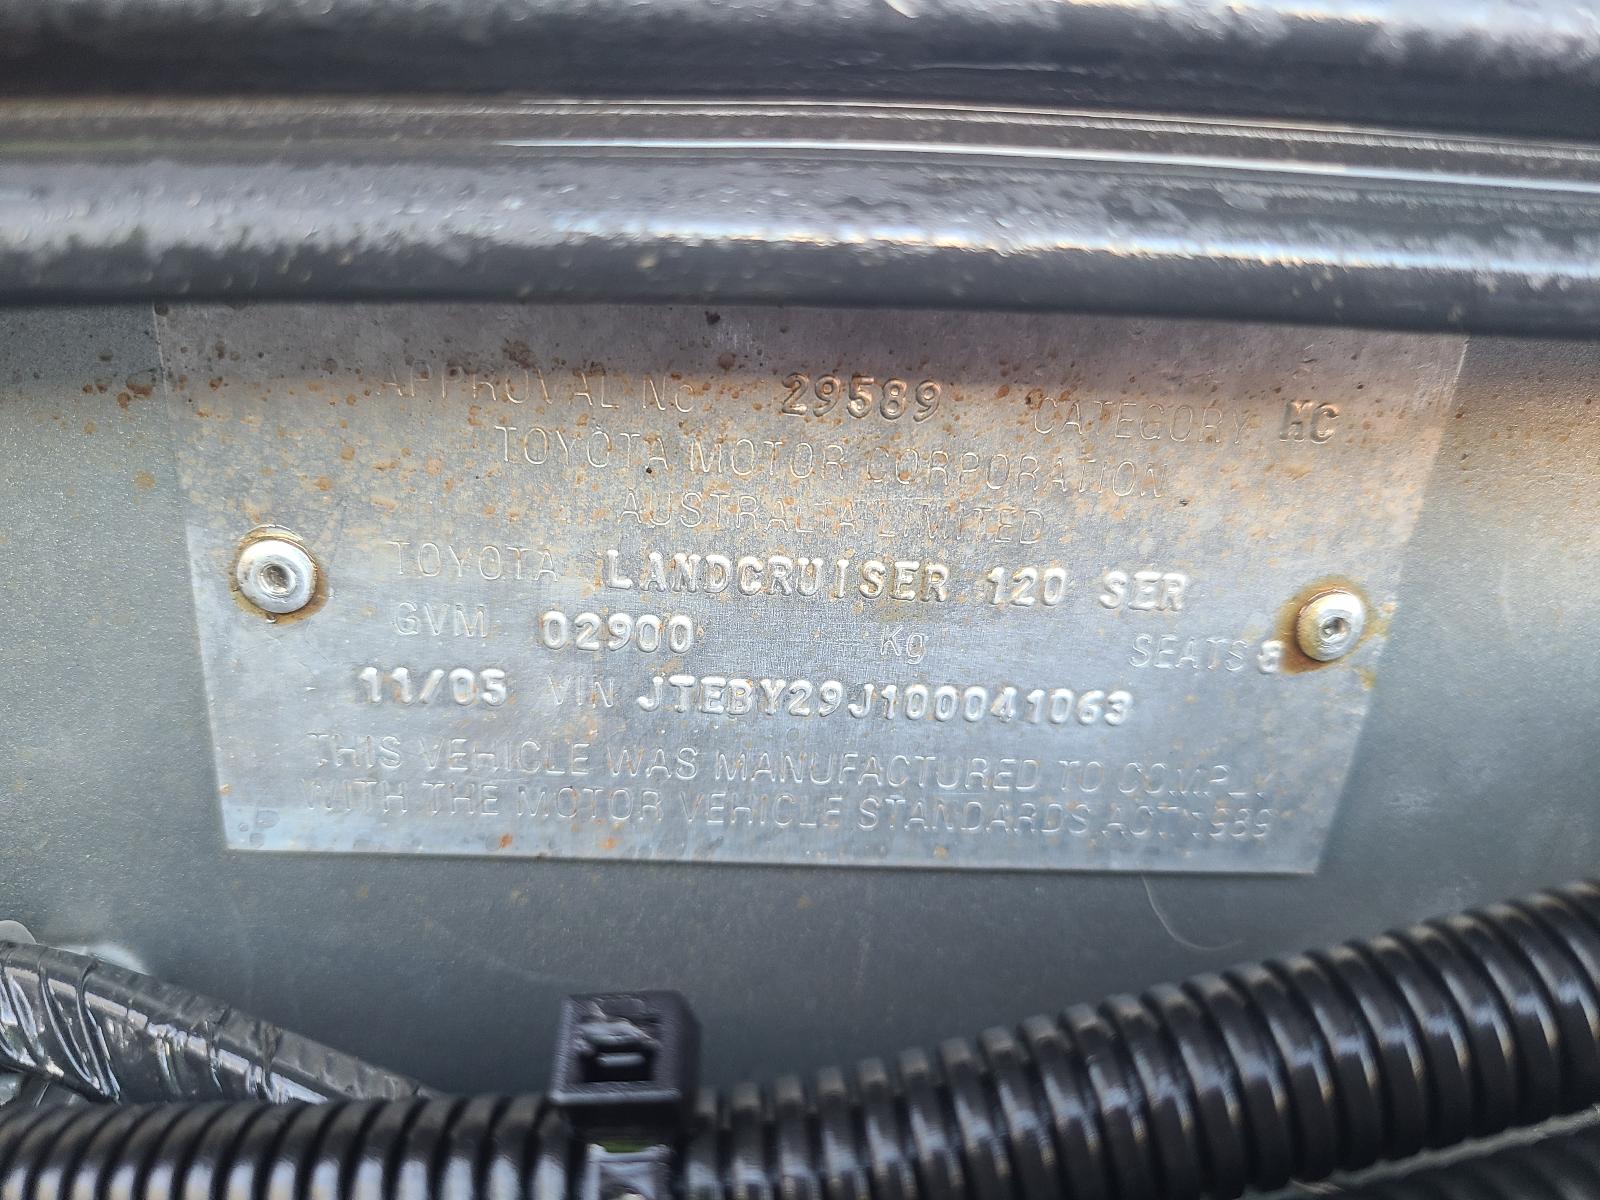 APPROVAL No 29589 CATEGORY MC
TOYOTA MOTOR CORPORATION
AUSTRALIA LIMITED
TOYOTA LANDCRUISER 120 SER
GVM 02900 Kg SEATS 8
11/05 VIN JTEBY29J100041063
THIS VEHICLE WAS MANUFACTURED TO COMPLY
WITH THE MOTOR VEHICLE STANDARDS ACT 1989